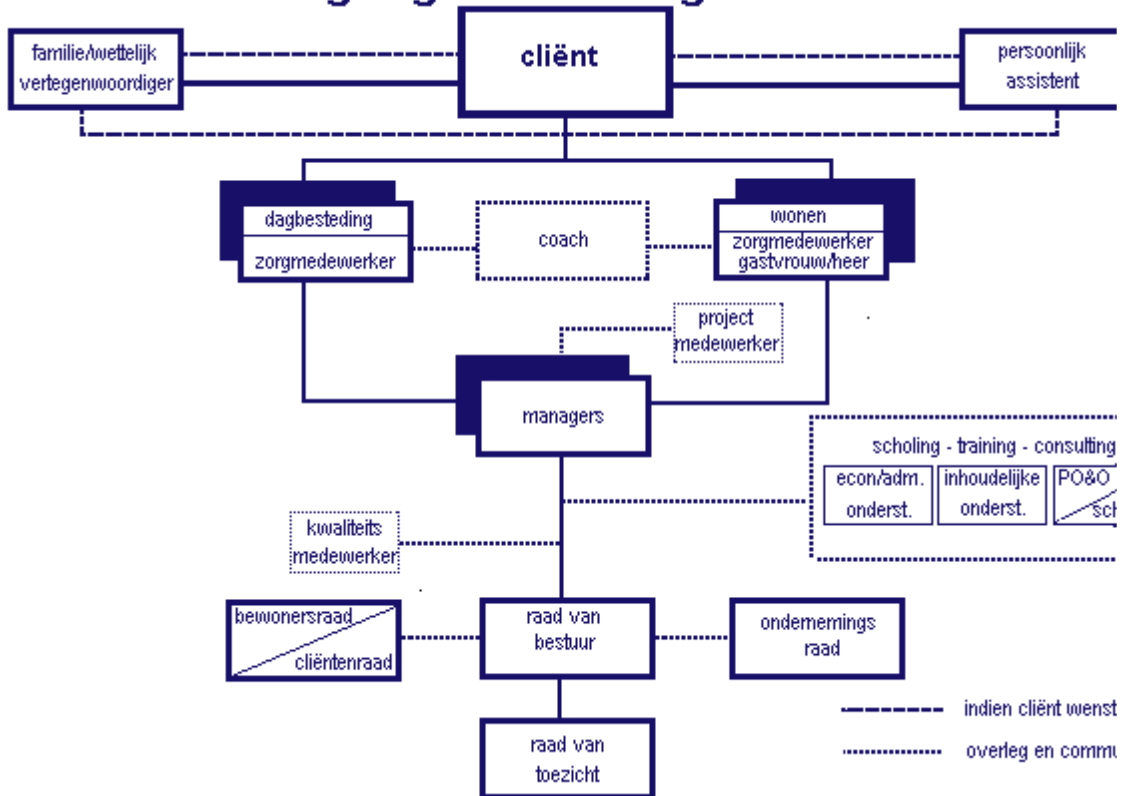 familie/wettelijk
vertegenwoordiger
cliënt
persoonlijk
assistent
dagbesteding
zorgmedewerker
coach
wonen
zorgmedewerker
gastvrouw/heer
project
medewerker
managers
scholing - training - consulting
econ/adm.
onderst.
inhoudelijke
onderst.
PO&O
kwaliteits
medewerker
bewonersraad
cliëntenraad
raad van
bestuur
ondernemings
raad
raad van
toezicht
indien cliënt wenst
overleg en